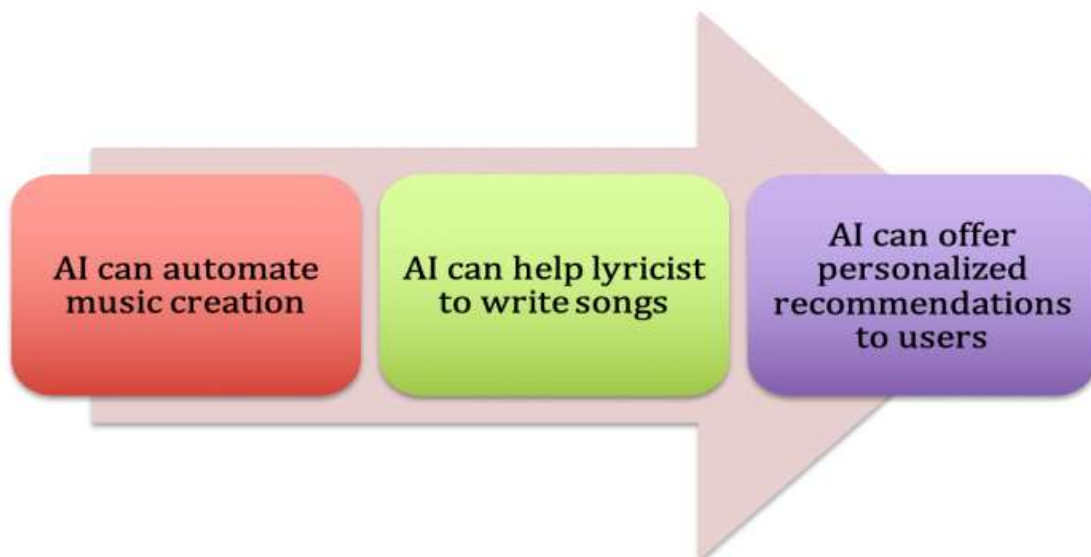 AI can automate
music creation
AI can help lyricist
to write songs
AI can offer
personalized
recommendations
to users